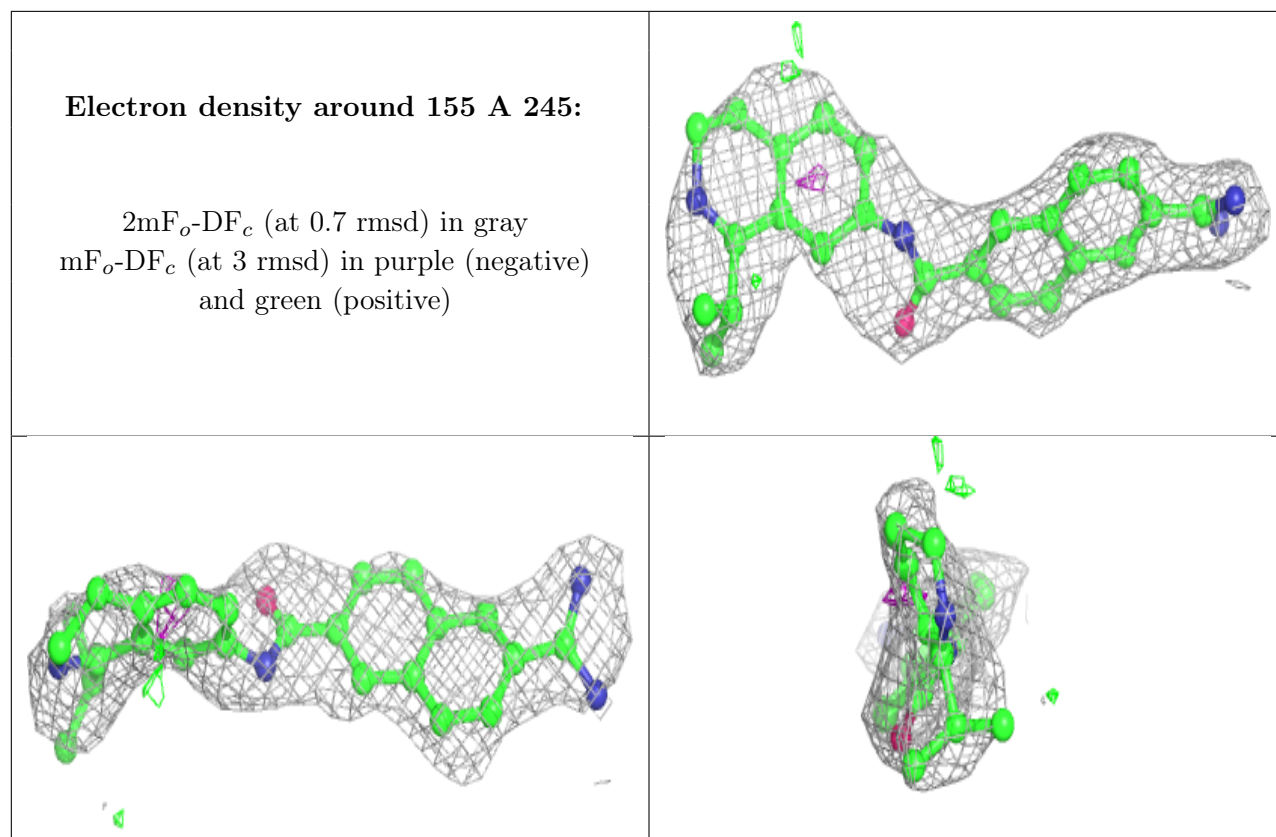 Electron density around 155 A 245:
2mFo-DFc (at 0.7 rmsd) in gray
mFo-DFc (at 3 rmsd) in purple (negative)
and green (positive)